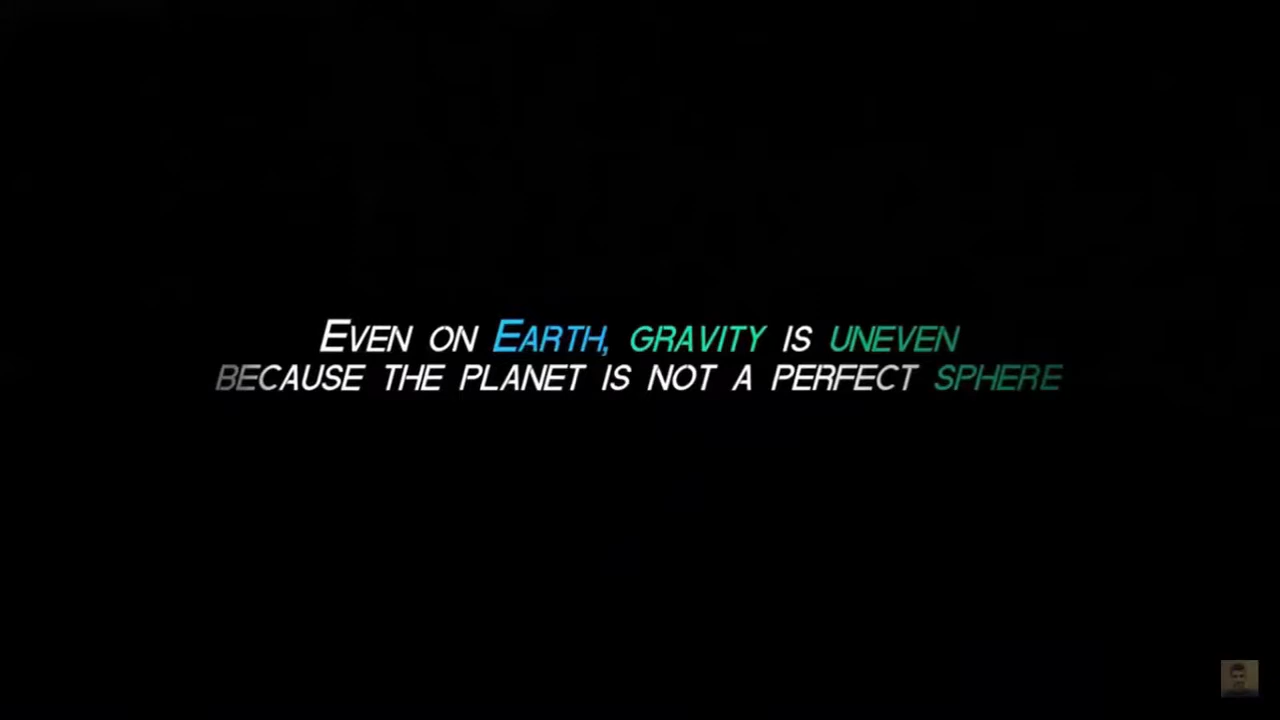 Even on Earth, gravity is uneven
because the planet is not a perfect sphere